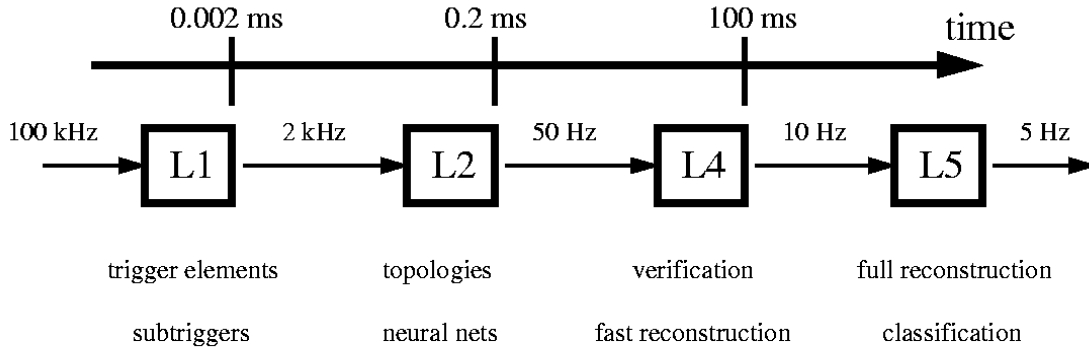 0.002 ms 0.2 ms 100 ms time
100 kHz 2 kHz 50 Hz 10 Hz 5 Hz
L1 L2 L4 L5
trigger elements topologies verification full reconstruction
subtriggers neural nets fast reconstruction classification